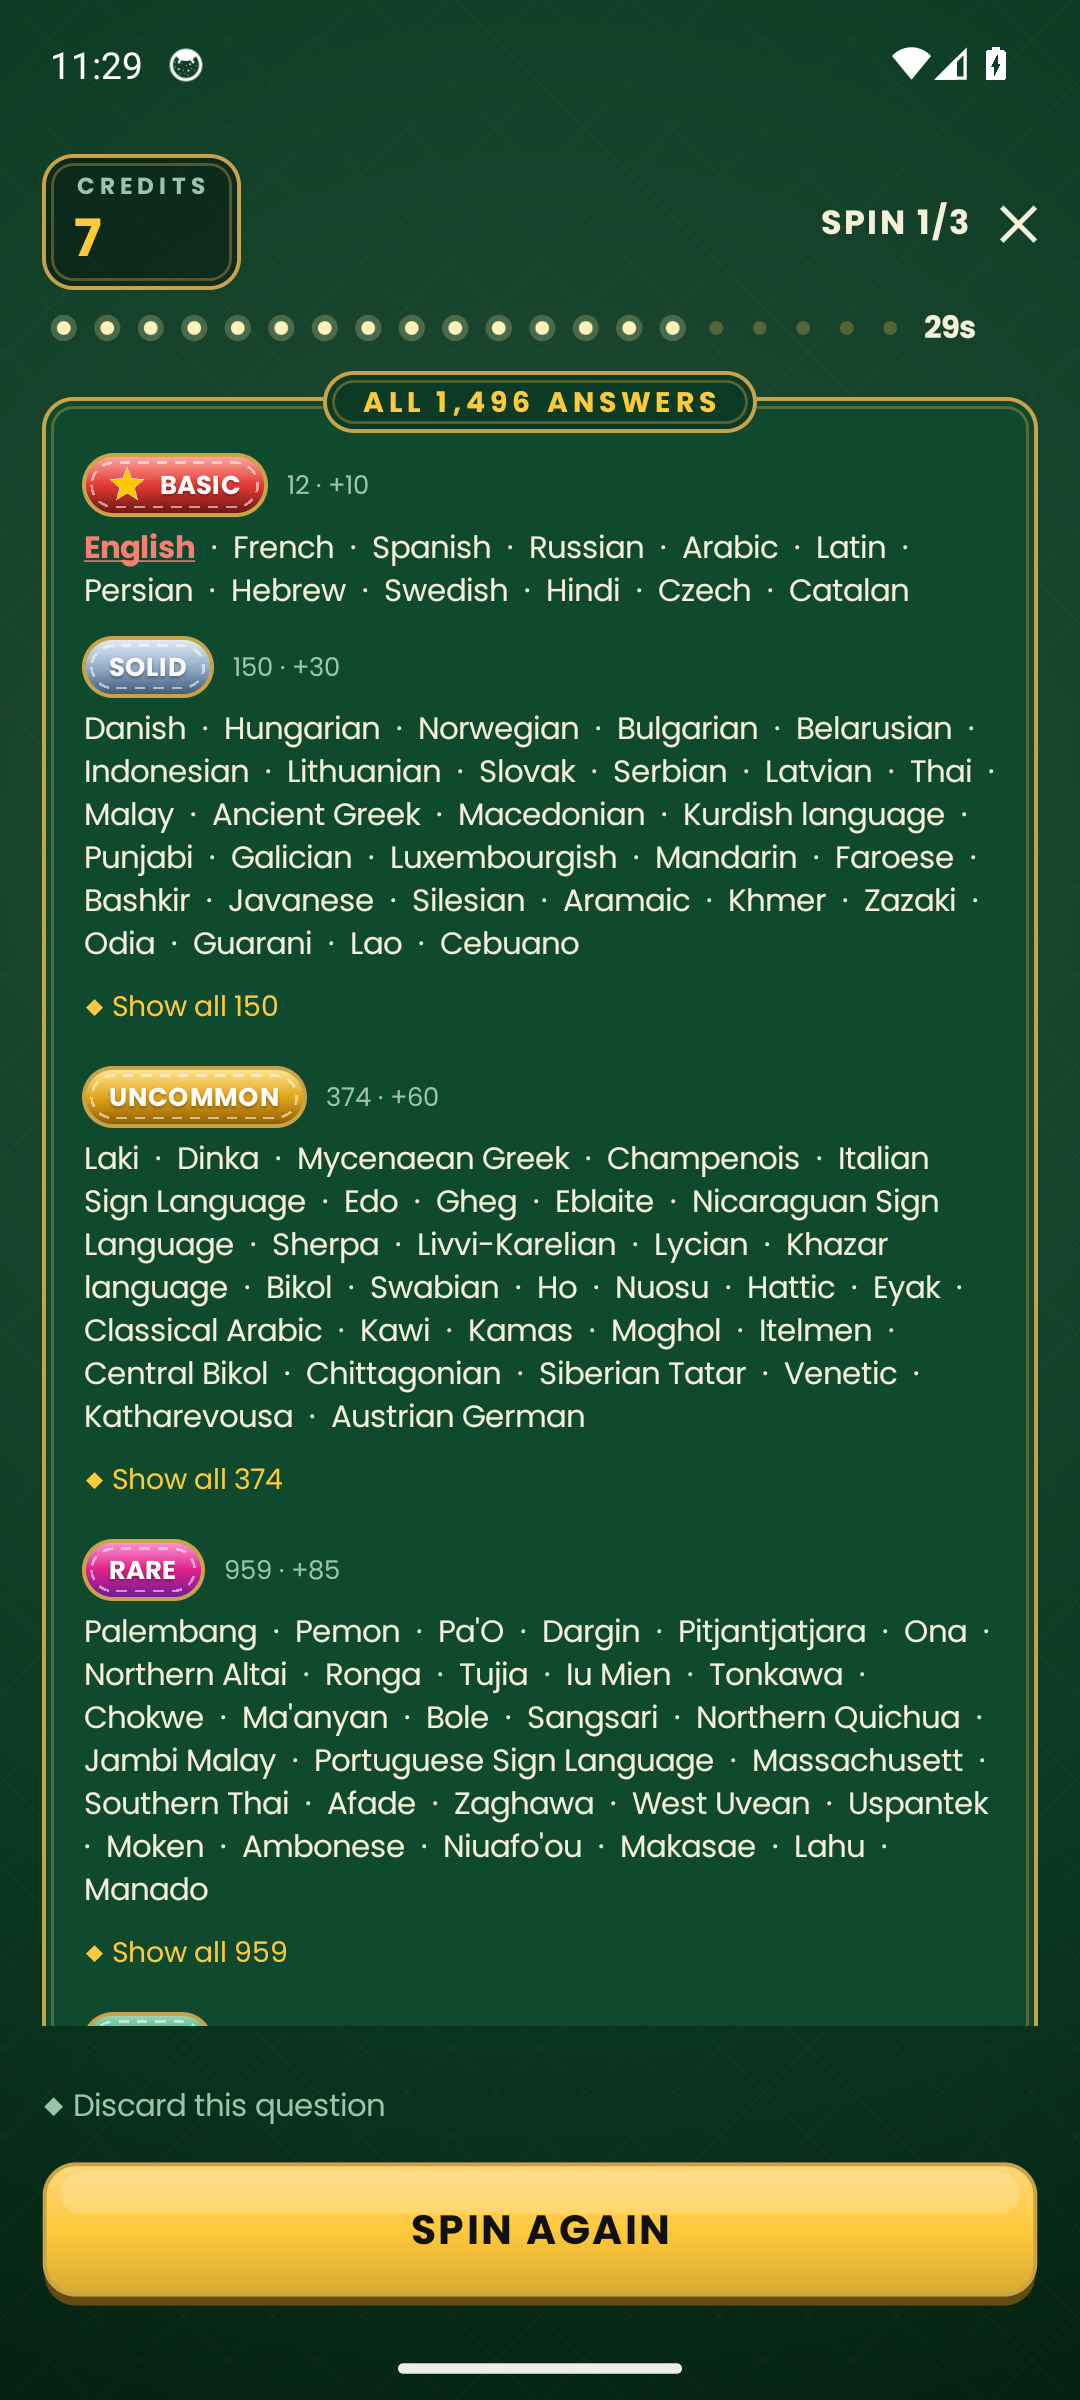 11:29
CREDITS
7
SPIN 1/3
29s
ALL 1,496 ANSWERS
BASIC 12 · +10
English · French · Spanish · Russian · Arabic · Latin ·
Persian · Hebrew · Swedish · Hindi · Czech · Catalan
SOLID 150 · +30
Danish · Hungarian · Norwegian · Bulgarian · Belarusian ·
Indonesian · Lithuanian · Slovak · Serbian · Latvian · Thai ·
Malay · Ancient Greek · Macedonian · Kurdish language ·
Punjabi · Galician · Luxembourgish · Mandarin · Faroese ·
Bashkir · Javanese · Silesian · Aramaic · Khmer · Zazaki ·
Odia · Guarani · Lao · Cebuano
◆ Show all 150
UNCOMMON 374 · +60
Laki · Dinka · Mycenaean Greek · Champenois · Italian
Sign Language · Edo · Gheg · Eblaite · Nicaraguan Sign
Language · Sherpa · Livvi-Karelian · Lycian · Khazar
language · Bikol · Swabian · Ho · Nuosu · Hattic · Eyak ·
Classical Arabic · Kawi · Kamas · Moghol · Itelmen ·
Central Bikol · Chittagonian · Siberian Tatar · Venetic ·
Katharevousa · Austrian German
◆ Show all 374
RARE 959 · +85
Palembang · Pemon · Pa'O · Dargin · Pitjantjatjara · Ona ·
Northern Altai · Ronga · Tujia · Iu Mien · Tonkawa ·
Chokwe · Ma'anyan · Bole · Sangsari · Northern Quichua ·
Jambi Malay · Portuguese Sign Language · Massachusett ·
Southern Thai · Afade · Zaghawa · West Uvean · Uspantek
· Moken · Ambonese · Niuafo'ou · Makasae · Lahu ·
Manado
◆ Show all 959
◆ Discard this question
SPIN AGAIN